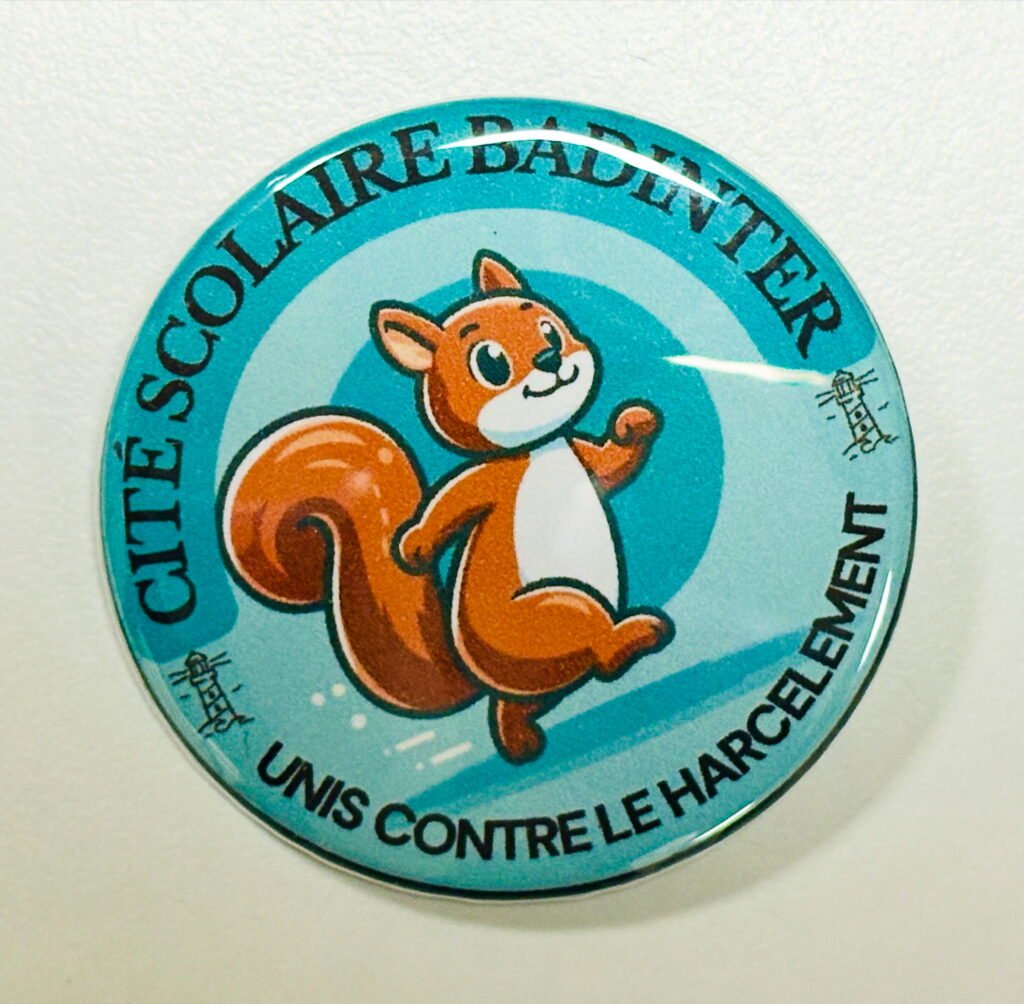 CITÉ SCOLAIRE BADINTER
UNIS CONTRE LE HARCELEMENT